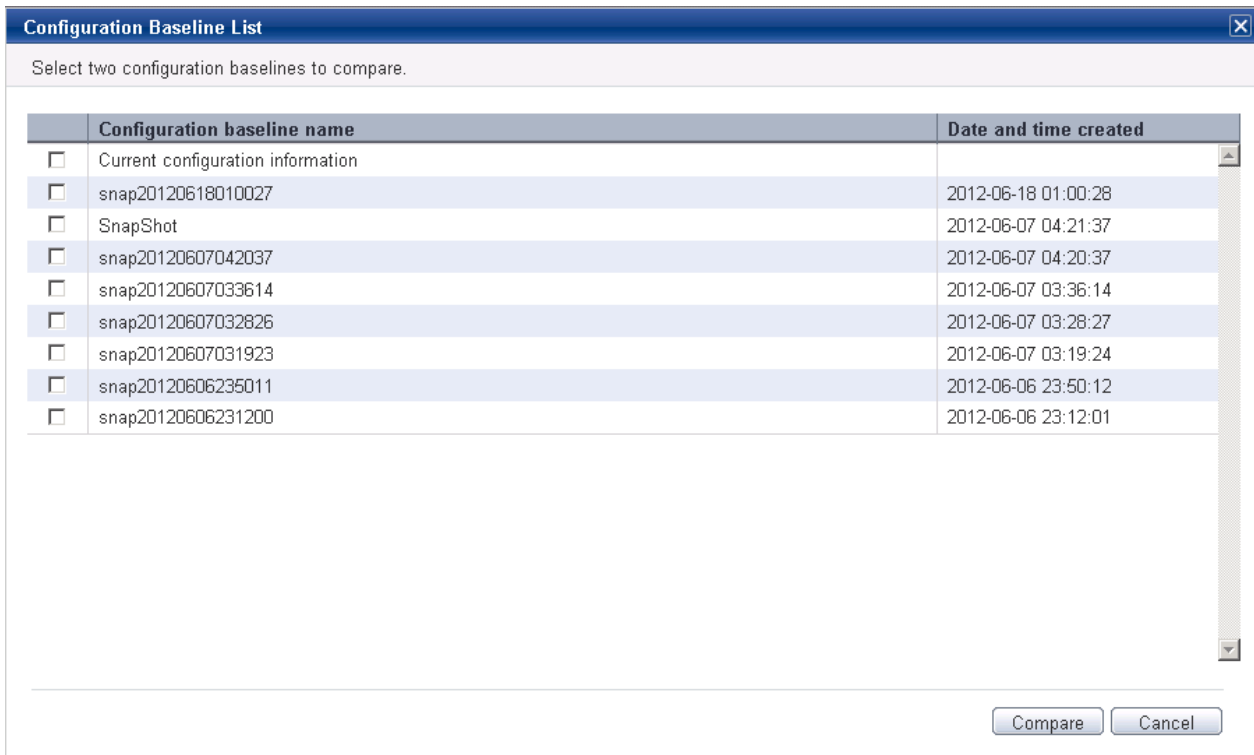 Configuration Baseline List
Select two configuration baselines to compare.
Configuration baseline name Date and time created
Current configuration information
snap20120618010027 2012-06-18 01:00:28
SnapShot 2012-06-07 04:21:37
snap20120607042037 2012-06-07 04:20:37
snap20120607033614 2012-06-07 03:36:14
snap20120607032826 2012-06-07 03:28:27
snap20120607031923 2012-06-07 03:19:24
snap20120606235011 2012-06-06 23:50:12
snap20120606231200 2012-06-06 23:12:01
Compare Cancel